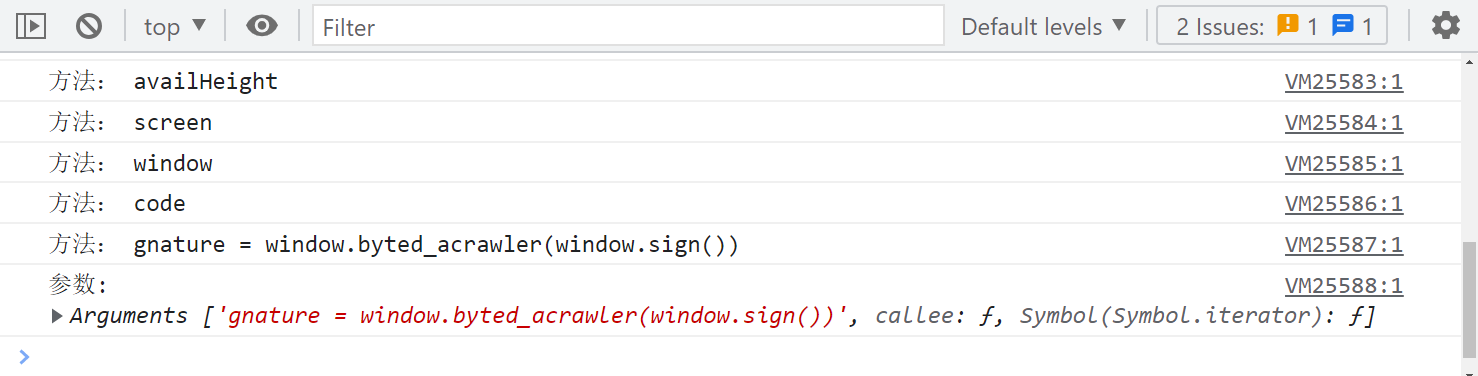 top ▼ Filter Default levels ▼ 2 Issues: 1 1
方法: availHeight VM25583:1
方法: screen VM25584:1
方法: window VM25585:1
方法: code VM25586:1
方法: gnature = window.byted_acrawler(window.sign()) VM25587:1
参数: VM25588:1
▶ Arguments ['gnature = window.byted_acrawler(window.sign())', callee: ƒ, Symbol(Symbol.iterator): ƒ]